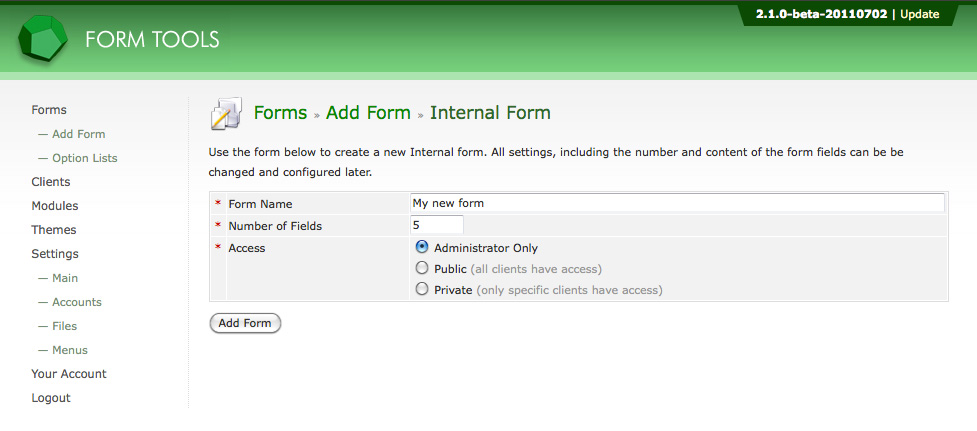 2.1.0-beta-20110702 | Update
FORM TOOLS
Forms
— Add Form
— Option Lists
Clients
Modules
Themes
Settings
— Main
— Accounts
— Files
— Menus
Your Account
Logout
Forms » Add Form » Internal Form
Use the form below to create a new Internal form. All settings, including the number and content of the form fields can be be
changed and configured later.
* Form Name My new form
* Number of Fields 5
* Access Administrator Only
Public (all clients have access)
Private (only specific clients have access)
Add Form